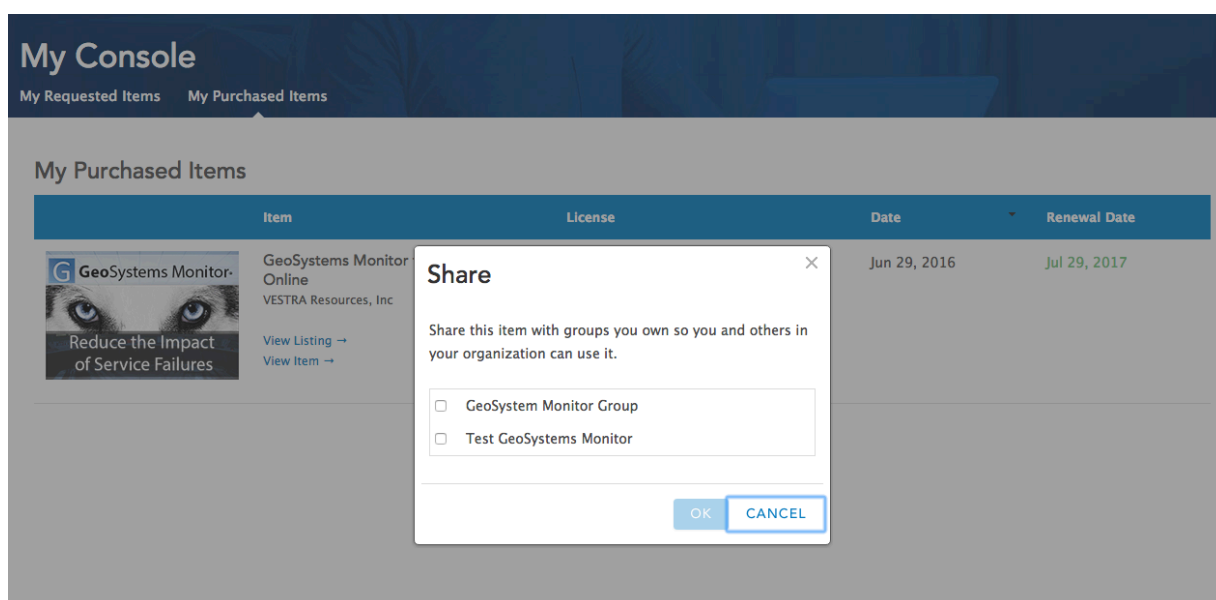 My Console
My Requested Items My Purchased Items
My Purchased Items
Item License Date Renewal Date
G GeoSystems Monitor
Reduce the Impact
of Service Failures
GeoSystems Monitor
Online
VESTRA Resources, Inc
View Listing →
View Item →
Jun 29, 2016 Jul 29, 2017
Share ×
Share this item with groups you own so you and others in
your organization can use it.
GeoSystem Monitor Group
Test GeoSystems Monitor
OK CANCEL